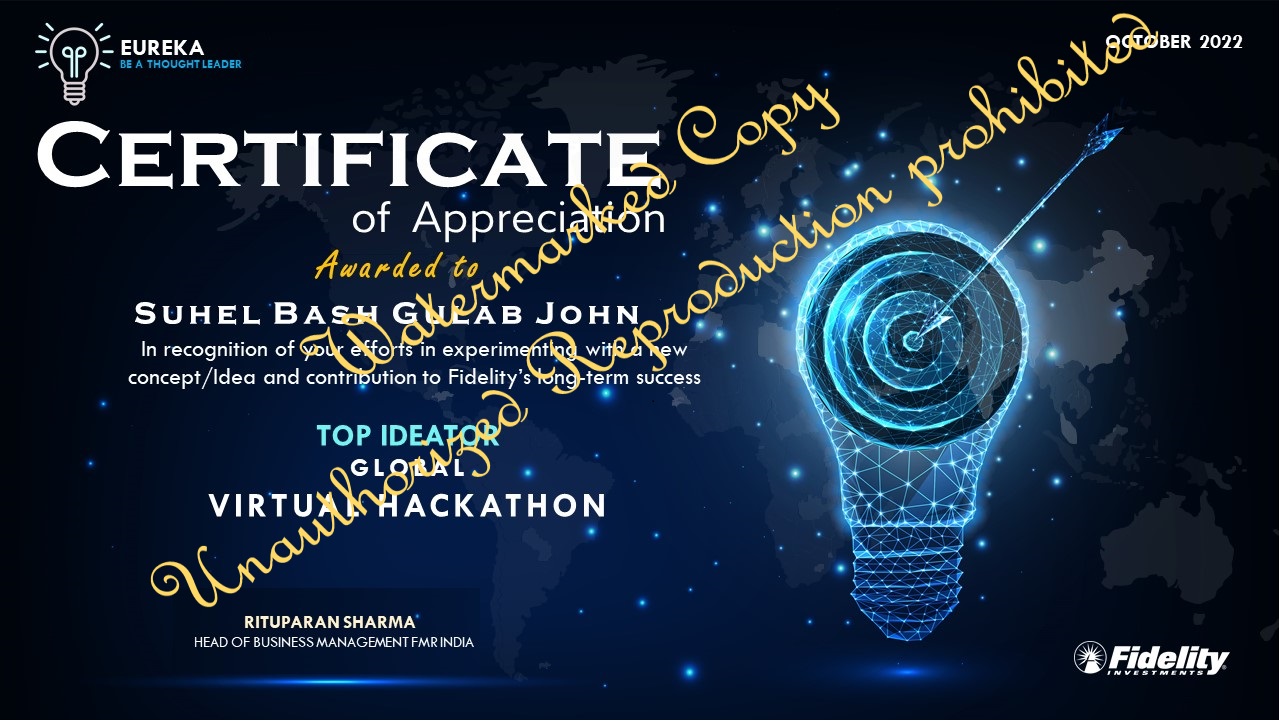 EUREKA
BE A THOUGHT LEADER
OCTOBER 2022
CERTIFICATE
of Appreciation
Awarded to
SUHEL BASH GULAB JOHN
In recognition of your efforts in experimenting with a new
concept/Idea and contribution to Fidelity's long-term success
TOP IDEATOR
GLOBAL
VIRTUAL HACKATHON
RITUPARAN SHARMA
HEAD OF BUSINESS MANAGEMENT FMR INDIA
Fidelity
INVESTMENTS
Watermarked Copy
Unauthorized Reproduction prohibited